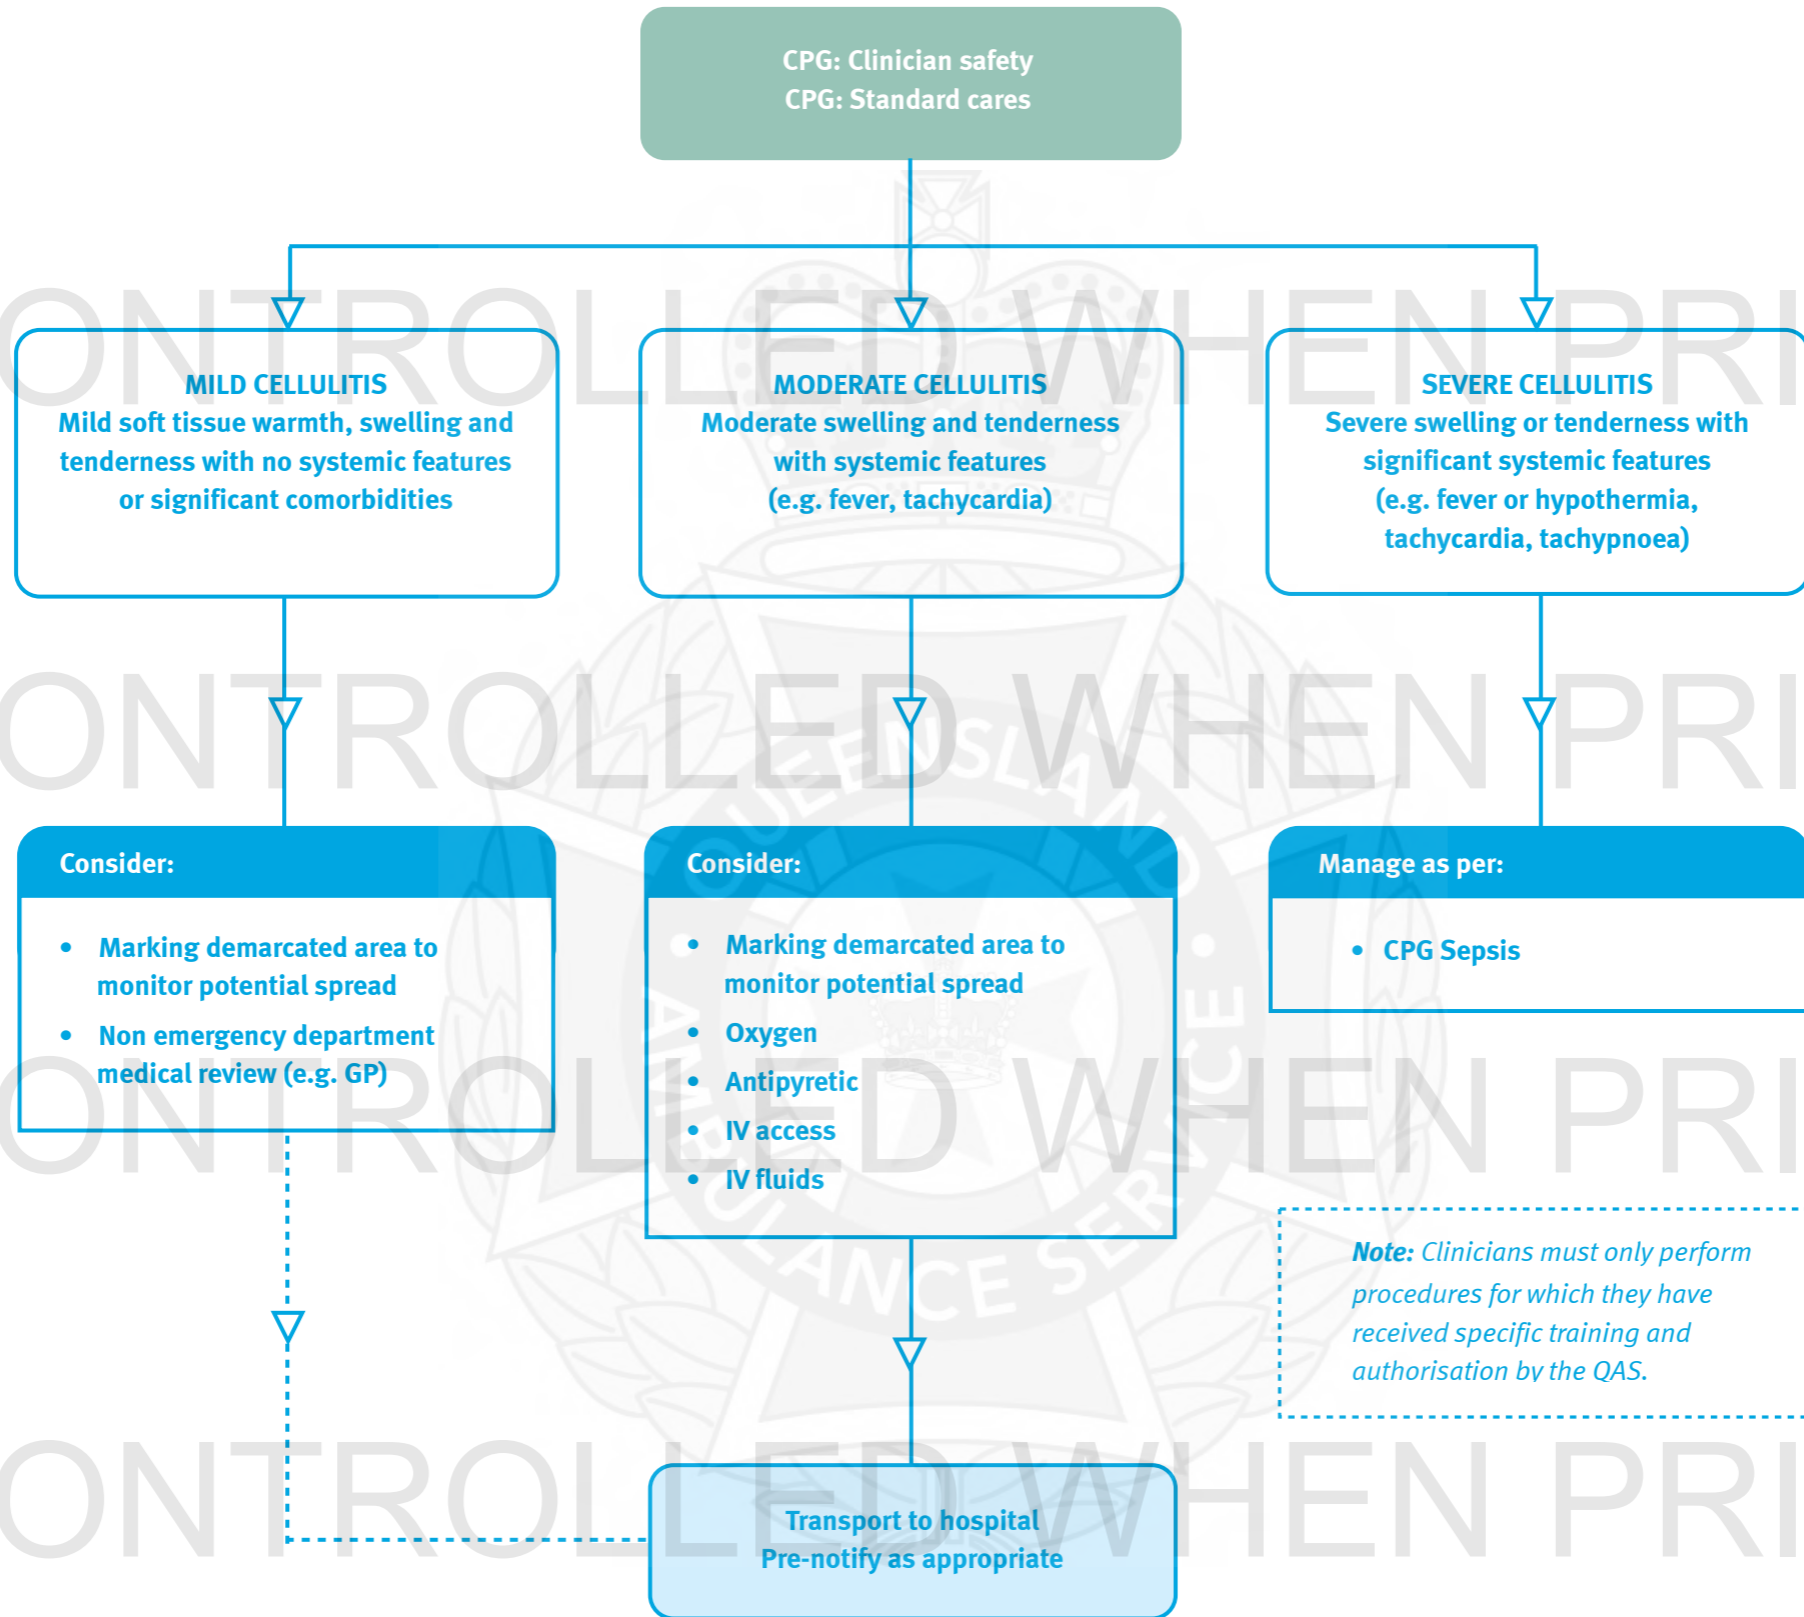 CPG: Clinician safety
CPG: Standard cares
MILD CELLULITIS
Mild soft tissue warmth, swelling and
tenderness with no systemic features
or significant comorbidities
MODERATE CELLULITIS
Moderate swelling and tenderness
with systemic features
(e.g. fever, tachycardia)
SEVERE CELLULITIS
Severe swelling or tenderness with
significant systemic features
(e.g. fever or hypothermia,
tachycardia, tachypnoea)
Consider:
• Marking demarcated area to
monitor potential spread
• Non emergency department
medical review (e.g. GP)
Consider:
• Marking demarcated area to
monitor potential spread
• Oxygen
• Antipyretic
• IV access
• IV fluids
Manage as per:
• CPG Sepsis
Note: Clinicians must only perform
procedures for which they have
received specific training and
authorisation by the QAS.
Transport to hospital
Pre-notify as appropriate
ONTROLLED WHEN PRI
ONTROLLED WHEN PRI
ONTROLLED WHEN PRI
ONTROLLED WHEN PRI
QUEENSLAND
AMBULANCE SERVICE